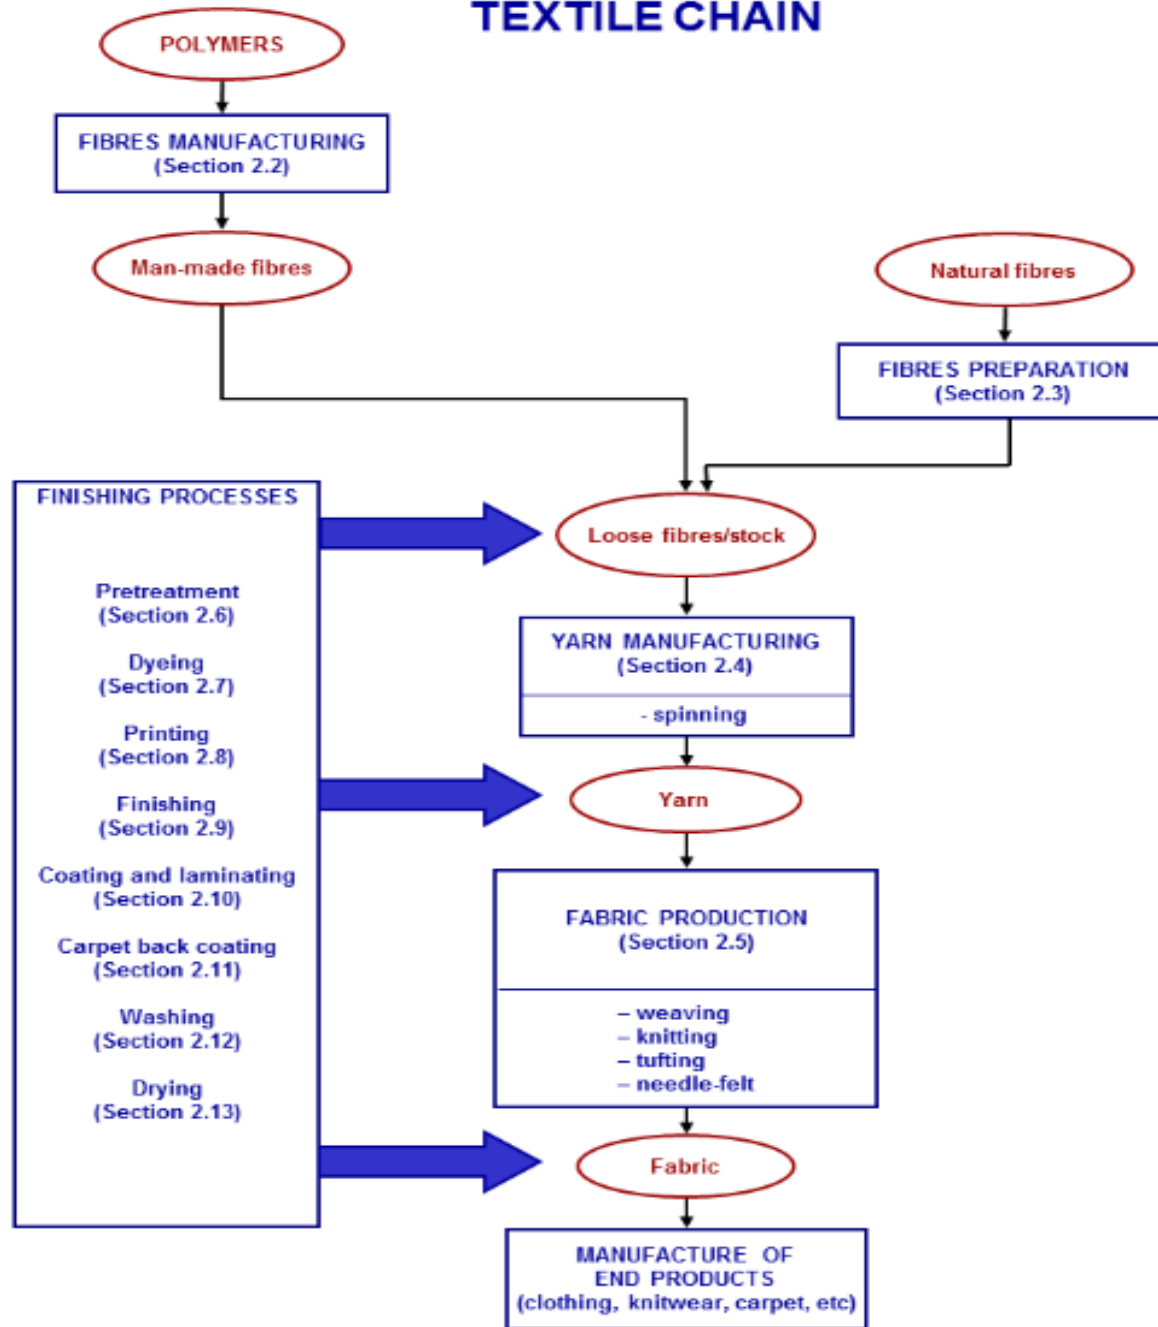 TEXTILE CHAIN
POLYMERS
FIBRES MANUFACTURING
(Section 2.2)
Man-made fibres
Natural fibres
FIBRES PREPARATION
(Section 2.3)
FINISHING PROCESSES
Pretreatment
(Section 2.6)
Dyeing
(Section 2.7)
Printing
(Section 2.8)
Finishing
(Section 2.9)
Coating and laminating
(Section 2.10)
Carpet back coating
(Section 2.11)
Washing
(Section 2.12)
Drying
(Section 2.13)
Loose fibres/stock
YARN MANUFACTURING
(Section 2.4)
- spinning
Yarn
FABRIC PRODUCTION
(Section 2.5)
– weaving
– knitting
– tufting
– needle-felt
Fabric
MANUFACTURE OF
END PRODUCTS
(clothing, knitwear, carpet, etc)